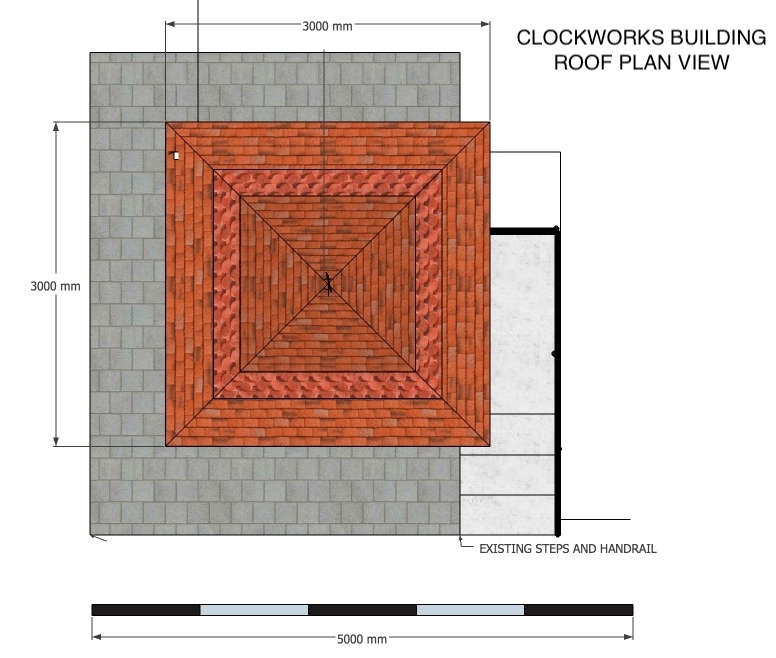 3000 mm
CLOCKWORKS BUILDING
ROOF PLAN VIEW
3000 mm
EXISTING STEPS AND HANDRAIL
5000 mm